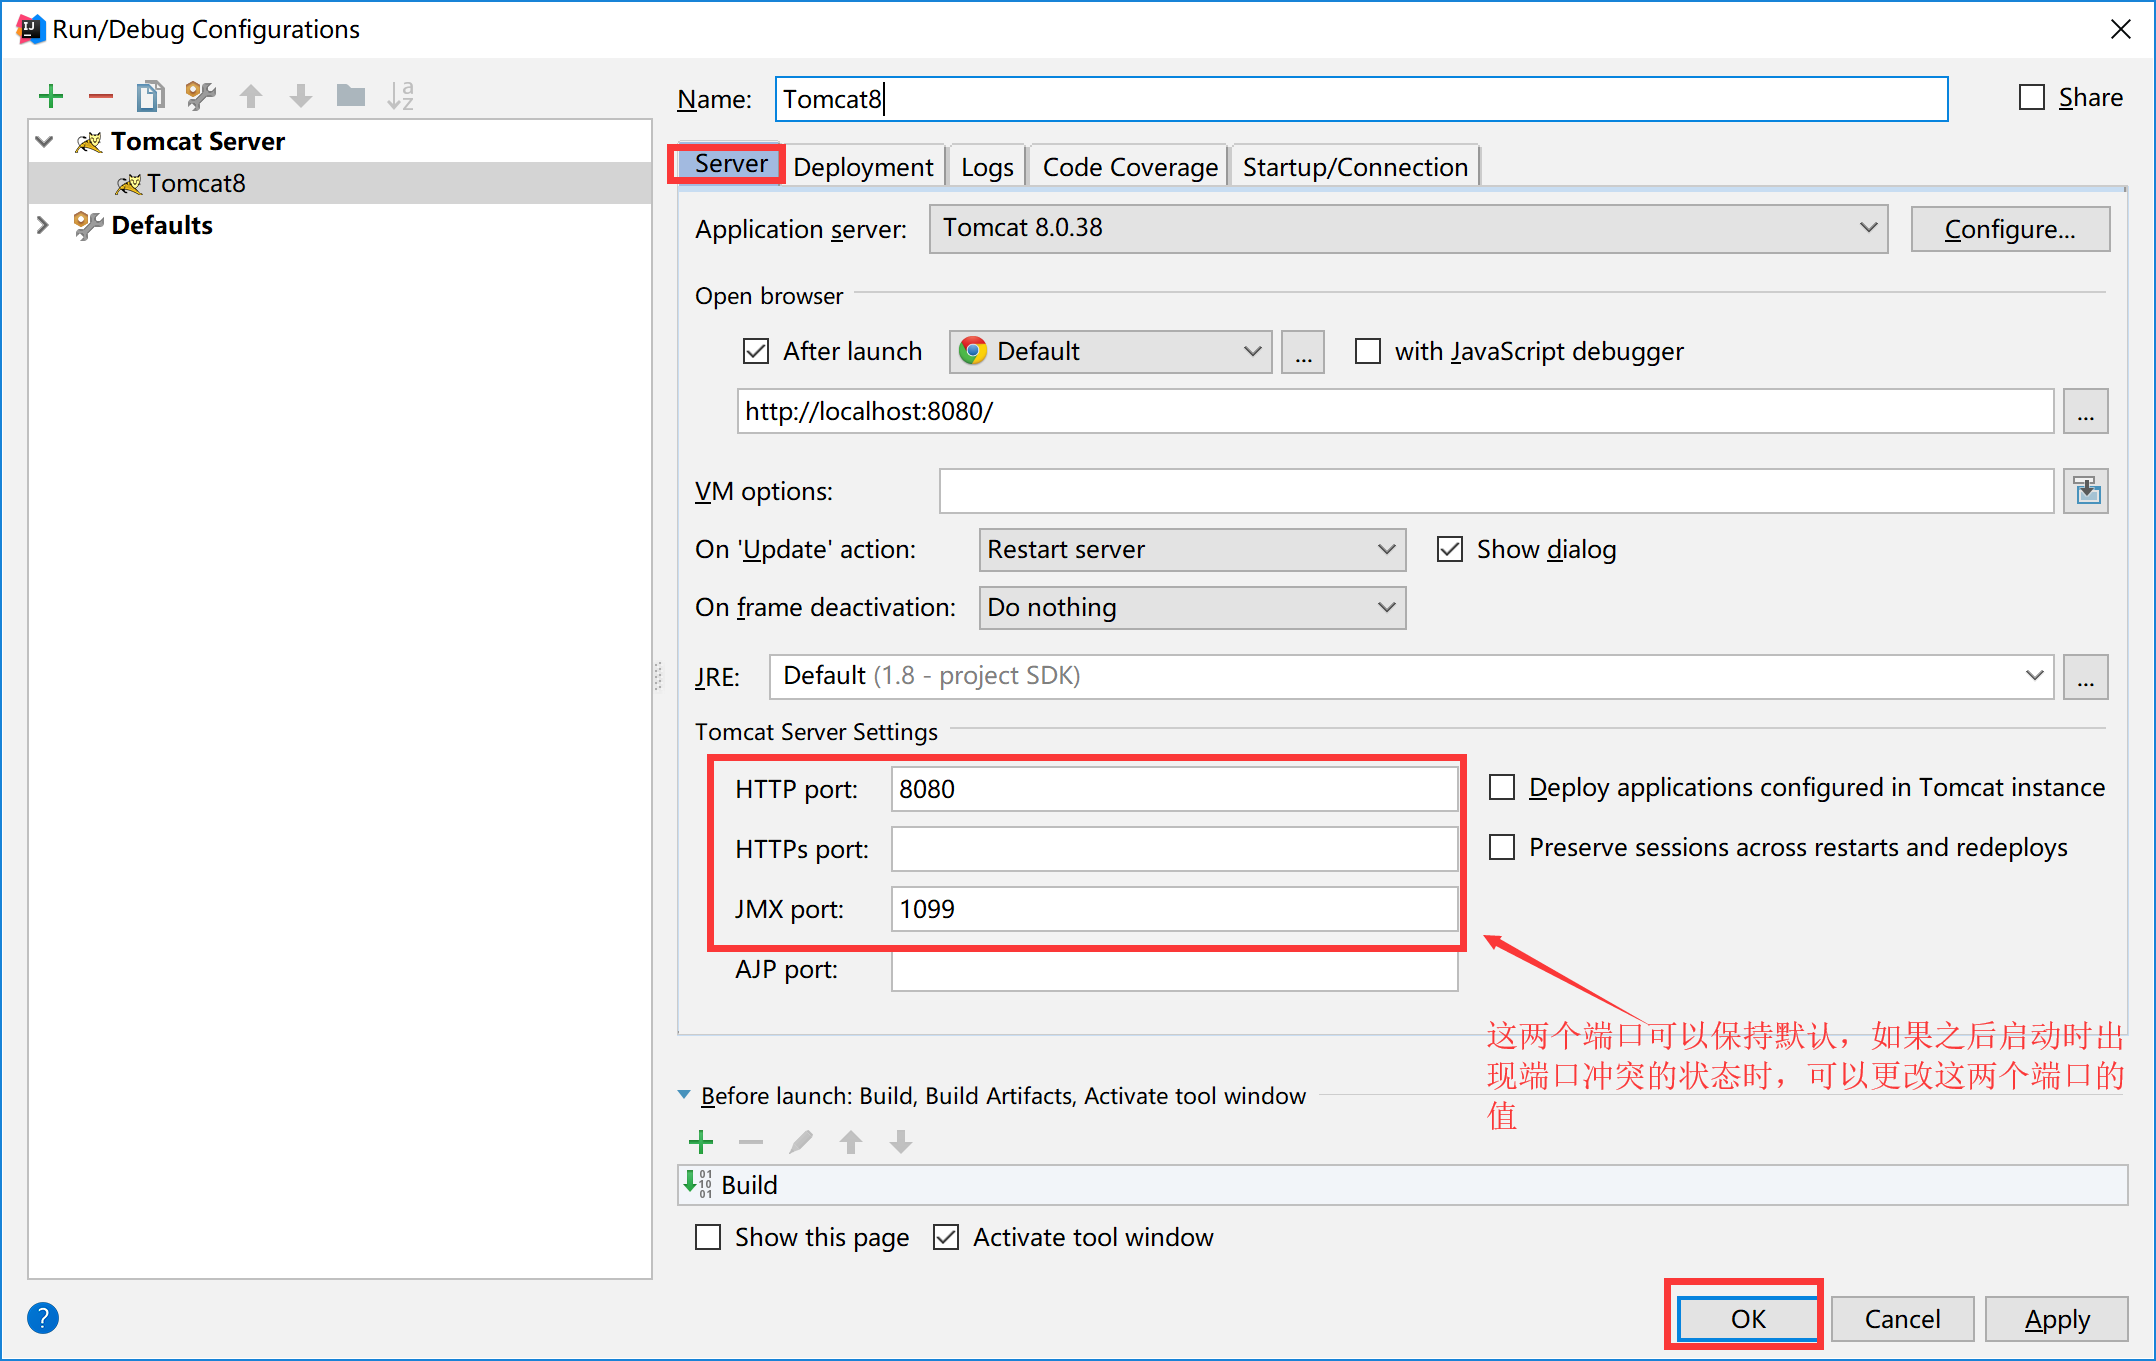 Run/Debug Configurations
Name: Tomcat8
Share
Tomcat Server
Tomcat8
Defaults
Server Deployment Logs Code Coverage Startup/Connection
Application server: Tomcat 8.0.38 Configure...
Open browser
After launch Default ... with JavaScript debugger
http://localhost:8080/ ...
VM options:
On 'Update' action: Restart server Show dialog
On frame deactivation: Do nothing
JRE: Default (1.8 - project SDK) ...
Tomcat Server Settings
HTTP port: 8080 Deploy applications configured in Tomcat instance
HTTPs port: Preserve sessions across restarts and redeploys
JMX port: 1099
AJP port:
这两个端口可以保持默认，如果之后启动时出
现端口冲突的状态时，可以更改这两个端口的
值
Before launch: Build, Build Artifacts, Activate tool window
Build
Show this page Activate tool window
OK Cancel Apply